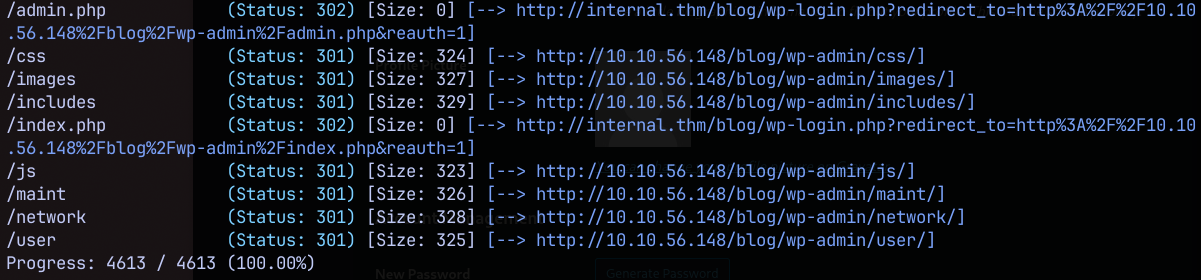 /admin.php (Status: 302) [Size: 0] [--> http://internal.thm/blog/wp-login.php?redirect_to=http%3A%2F%2F10.10
.56.148%2Fblog%2Fwp-admin%2Fadmin.php&reauth=1]
/css (Status: 301) [Size: 324] [--> http://10.10.56.148/blog/wp-admin/css/]
/images (Status: 301) [Size: 327] [--> http://10.10.56.148/blog/wp-admin/images/]
/includes (Status: 301) [Size: 329] [--> http://10.10.56.148/blog/wp-admin/includes/]
/index.php (Status: 302) [Size: 0] [--> http://internal.thm/blog/wp-login.php?redirect_to=http%3A%2F%2F10.10
.56.148%2Fblog%2Fwp-admin%2Findex.php&reauth=1]
/js (Status: 301) [Size: 323] [--> http://10.10.56.148/blog/wp-admin/js/]
/maint (Status: 301) [Size: 326] [--> http://10.10.56.148/blog/wp-admin/maint/]
/network (Status: 301) [Size: 328] [--> http://10.10.56.148/blog/wp-admin/network/]
/user (Status: 301) [Size: 325] [--> http://10.10.56.148/blog/wp-admin/user/]
Progress: 4613 / 4613 (100.00%)
New Password Generate Password